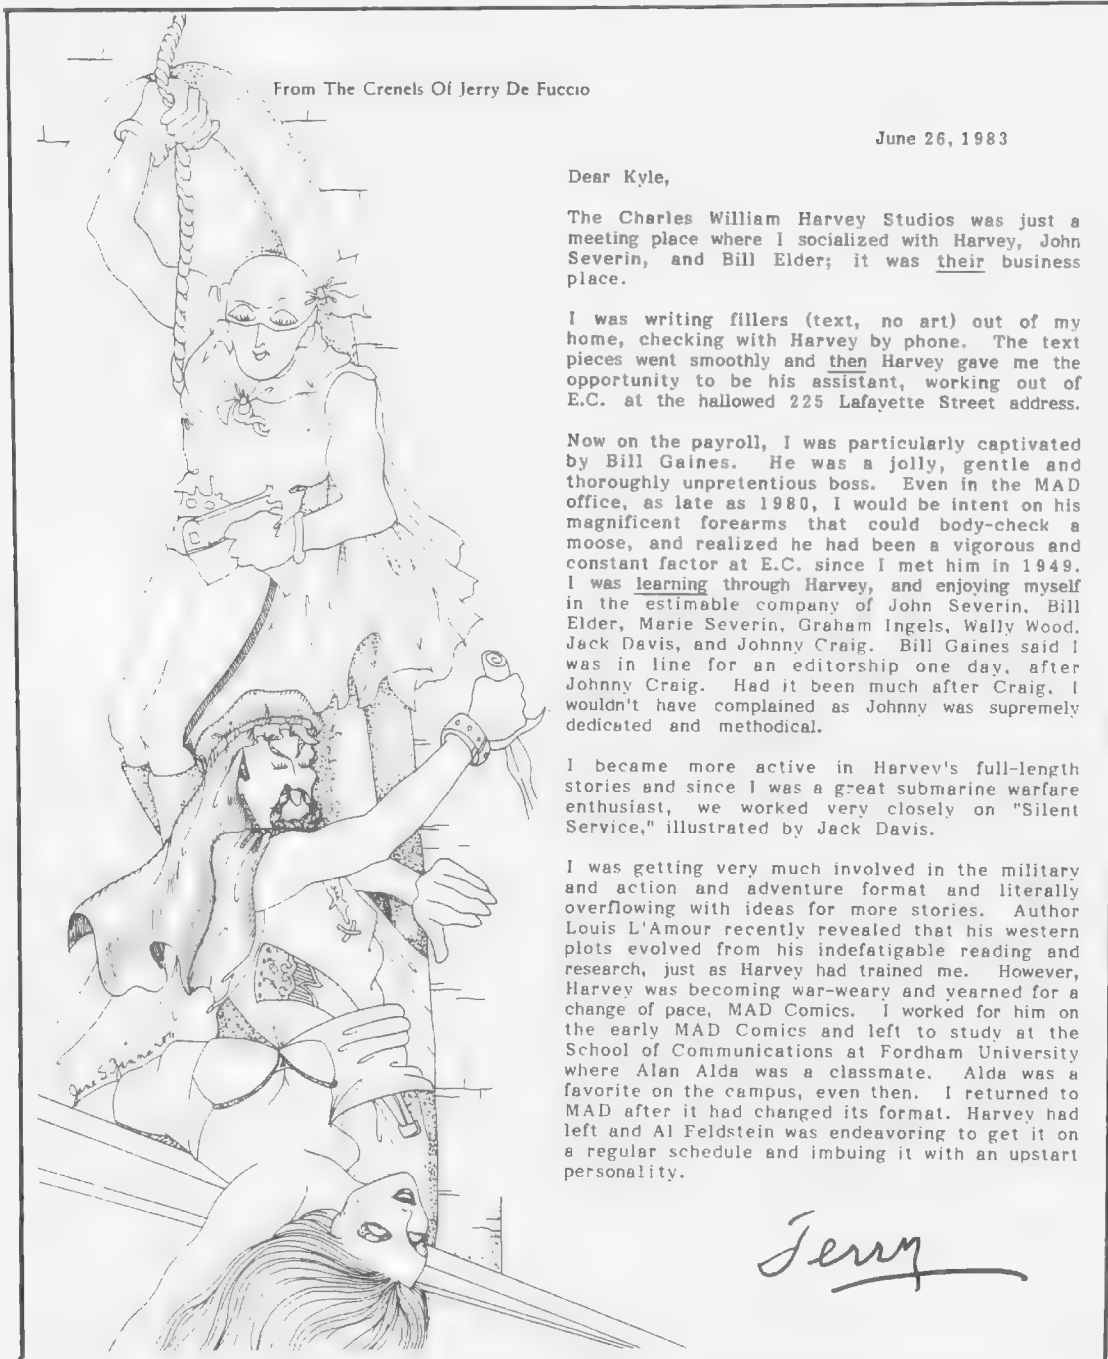 From The Crenels Of Jerry De Fuccio
June 26, 1983
Dear Kyle,
The Charles William Harvey Studios was just a
meeting place where I socialized with Harvey, John
Severin, and Bill Elder; it was their business
place.
I was writing fillers (text, no art) out of my
home, checking with Harvey by phone. The text
pieces went smoothly and then Harvey gave me the
opportunity to be his assistant, working out of
E.C. at the hallowed 225 Lafayette Street address.
Now on the payroll, I was particularly captivated
by Bill Gaines. He was a jolly, gentle and
thoroughly unpretentious boss. Even in the MAD
office, as late as 1980, I would be intent on his
magnificent forearms that could body-check a
moose, and realized he had been a vigorous and
constant factor at E.C. since I met him in 1949.
I was learning through Harvey, and enjoying myself
in the estimable company of John Severin, Bill
Elder, Marie Severin, Graham Ingels, Wally Wood,
Jack Davis, and Johnny Craig. Bill Gaines said I
was in line for an editorship one day, after
Johnny Craig. Had it been much after Craig, I
wouldn't have complained as Johnny was supremely
dedicated and methodical.
I became more active in Harvey's full-length
stories and since I was a great submarine warfare
enthusiast, we worked very closely on "Silent
Service," illustrated by Jack Davis.
I was getting very much involved in the military
and action and adventure format and literally
overflowing with ideas for more stories. Author
Louis L'Amour recently revealed that his western
plots evolved from his indefatigable reading and
research, just as Harvey had trained me. However,
Harvey was becoming war-weary and yearned for a
change of pace, MAD Comics. I worked for him on
the early MAD Comics and left to study at the
School of Communications at Fordham University
where Alan Alda was a classmate. Alda was a
favorite on the campus, even then. I returned to
MAD after it had changed its format. Harvey had
left and Al Feldstein was endeavoring to get it on
a regular schedule and imbuing it with an upstart
personality.
Jerry